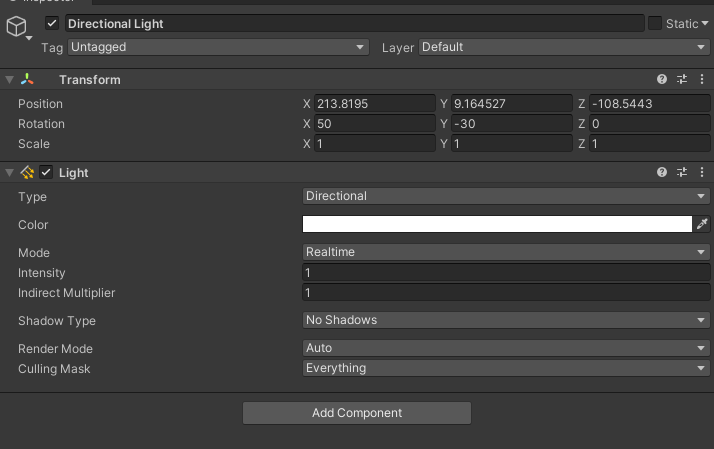 Inspector
Directional Light Static
Tag Untagged Layer Default
Transform
Position X 213.8195 Y 9.164527 Z -108.5443
Rotation X 50 Y -30 Z 0
Scale X 1 Y 1 Z 1
Light
Type Directional
Color
Mode Realtime
Intensity 1
Indirect Multiplier 1
Shadow Type No Shadows
Render Mode Auto
Culling Mask Everything
Add Component